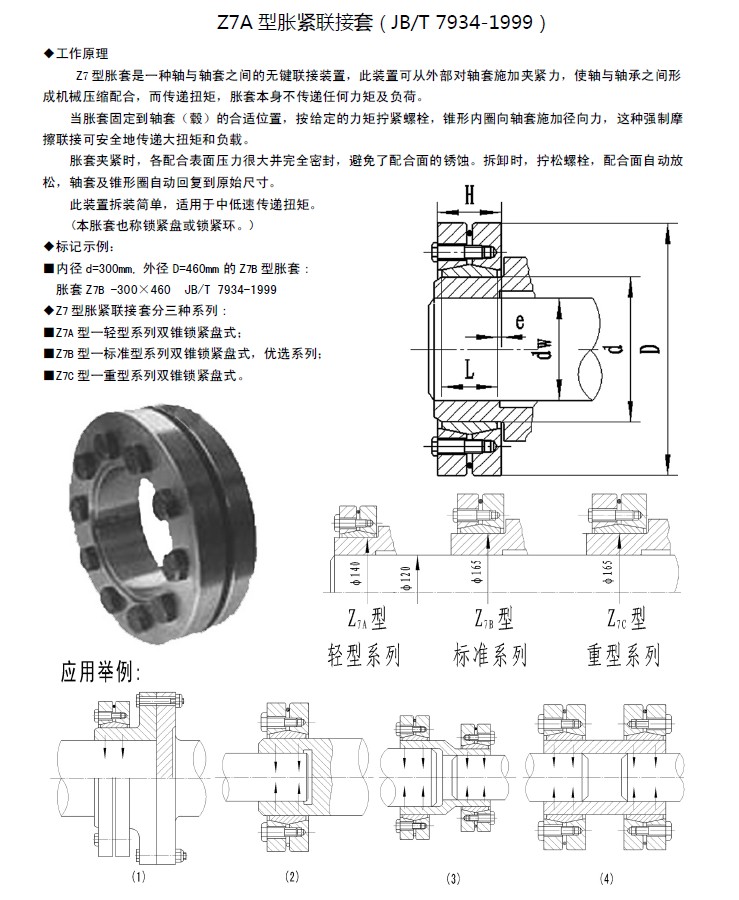 Z7A 型胀紧联接套（JB/T 7934-1999）
◆工作原理
Z7 型胀套是一种轴与轴套之间的无键联接装置，此装置可从外部对轴套施加夹紧力，使轴与轴承之间形
成机械压缩配合，而传递扭矩，胀套本身不传递任何力矩及负荷。
当胀套固定到轴套（毂）的合适位置，按给定的力矩拧紧螺栓，锥形内圈向轴套施加径向力，这种强制摩
擦联接可安全地传递大扭矩和负载。
胀套夹紧时，各配合表面压力很大并完全密封，避免了配合面的锈蚀。拆卸时，拧松螺栓，配合面自动放
松，轴套及锥形圈自动回复到原始尺寸。
此装置拆装简单，适用于中低速传递扭矩。
(本胀套也称锁紧盘或锁紧环。)
◆标记示例:
■内径 d=300mm, 外径 D=460mm 的 Z7B 型胀套：
胀套 Z7B -300×460 JB/T 7934-1999
◆Z7 型胀紧联接套分三种系列：
■Z7A 型一轻型系列双锥锁紧盘式；
■Z7B 型一标准型系列双锥锁紧盘式，优选系列；
■Z7C 型一重型系列双锥锁紧盘式。
H
e
dw
d
D
L
φ140
φ120
φ165
φ165
Z7A 型
Z7B 型
Z7C 型
轻型系列
标准系列
重型系列
应用举例:
(1)
(2)
(3)
(4)